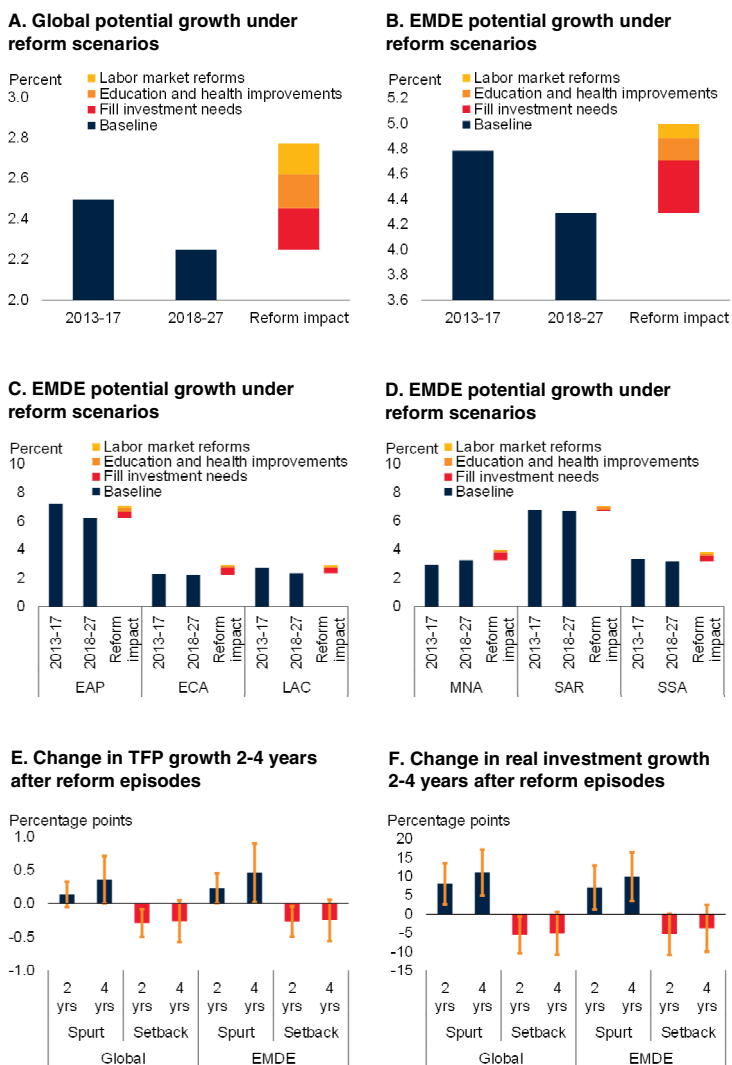 A. Global potential growth under
reform scenarios
Percent
Labor market reforms
Education and health improvements
Fill investment needs
Baseline
3.0
2.8
2.6
2.4
2.2
2.0
2013-17
2018-27
Reform impact
B. EMDE potential growth under
reform scenarios
Percent
Labor market reforms
Education and health improvements
Fill investment needs
Baseline
5.2
5.0
4.8
4.6
4.4
4.2
4.0
3.8
3.6
2013-17
2018-27
Reform impact
C. EMDE potential growth under
reform scenarios
Percent
Labor market reforms
Education and health improvements
Fill investment needs
Baseline
10
8
6
4
2
0
2013-17
2018-27
Reform
impact
2013-17
2018-27
Reform
impact
2013-17
2018-27
Reform
impact
EAP
ECA
LAC
D. EMDE potential growth under
reform scenarios
Percent
Labor market reforms
Education and health improvements
Fill investment needs
Baseline
10
8
6
4
2
0
2013-17
2018-27
Reform
impact
2013-17
2018-27
Reform
impact
2013-17
2018-27
Reform
impact
MNA
SAR
SSA
E. Change in TFP growth 2-4 years
after reform episodes
Percentage points
1.0
0.5
0.0
-0.5
-1.0
2 4 2 4 2 4 2 4
yrs yrs yrs yrs yrs yrs yrs yrs
Spurt Setback Spurt Setback
Global EMDE
F. Change in real investment growth
2-4 years after reform episodes
Percentage points
20
15
10
5
0
-5
-10
-15
2 4 2 4 2 4 2 4
yrs yrs yrs yrs yrs yrs yrs yrs
Spurt Setback Spurt Setback
Global EMDE